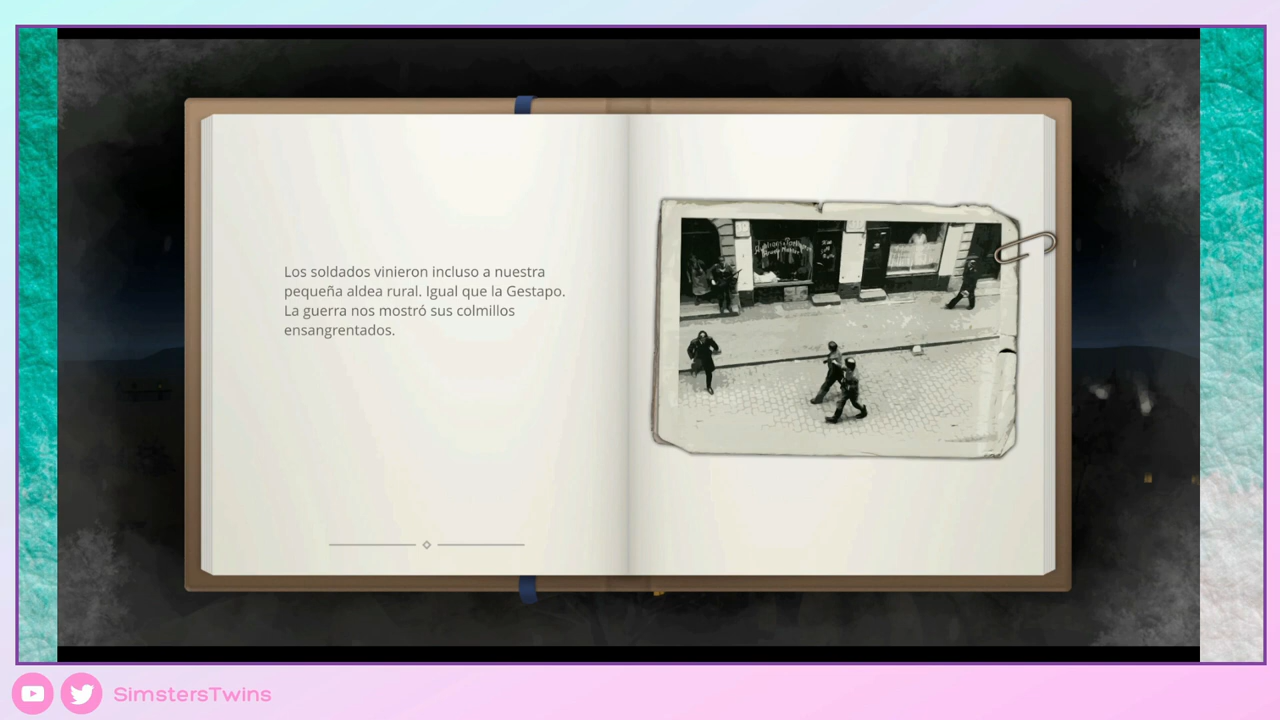 Los soldados vinieron incluso a nuestra
pequeña aldea rural. Igual que la Gestapo.
La guerra nos mostró sus colmillos
ensangrentados.
SimstersTwins